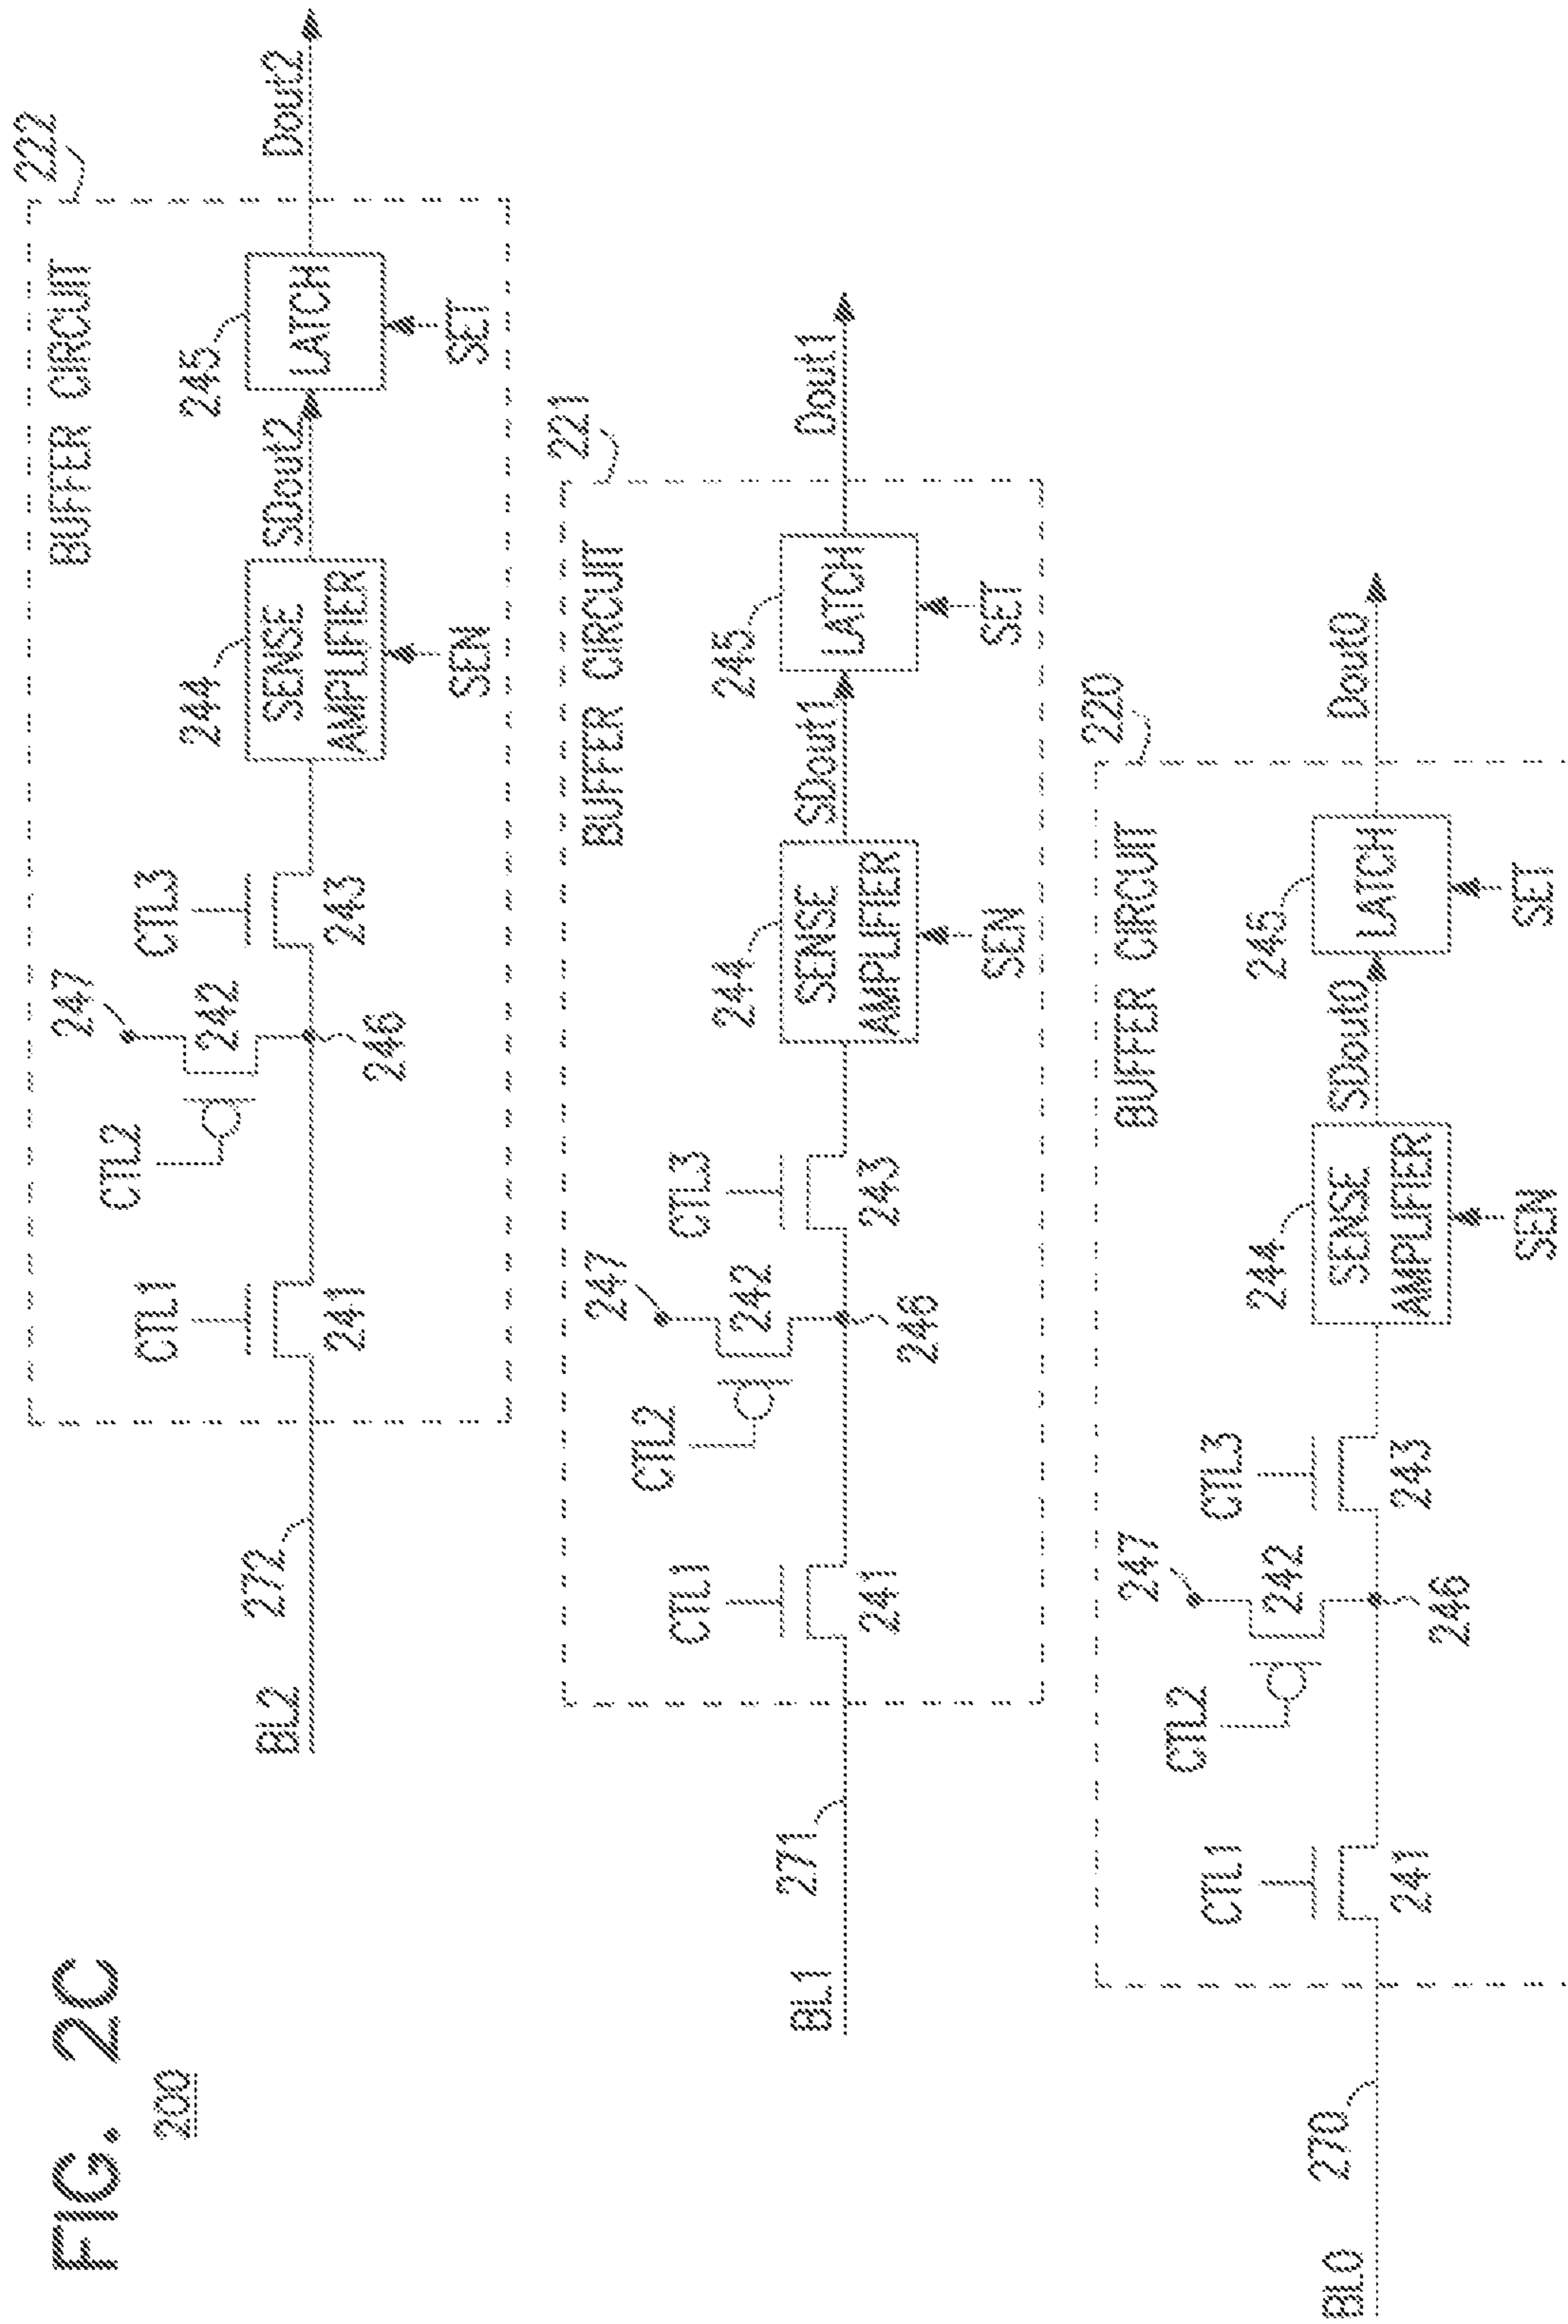 FIG. 2C
200
BUFFER CIRCUIT
222
BL2
272
CTL1
241
CTL2
242
247
246
CTL3
243
244
SENSE
AMPLIFIER
SEN
SDout2
245
LATCH
SET
Dout2
BUFFER CIRCUIT
221
BL1
271
CTL1
241
CTL2
242
247
246
CTL3
243
244
SENSE
AMPLIFIER
SEN
SDout1
245
LATCH
SET
Dout1
BUFFER CIRCUIT
220
BL0
270
CTL1
241
CTL2
242
247
246
CTL3
243
244
SENSE
AMPLIFIER
SEN
SDout0
245
LATCH
SET
Dout0